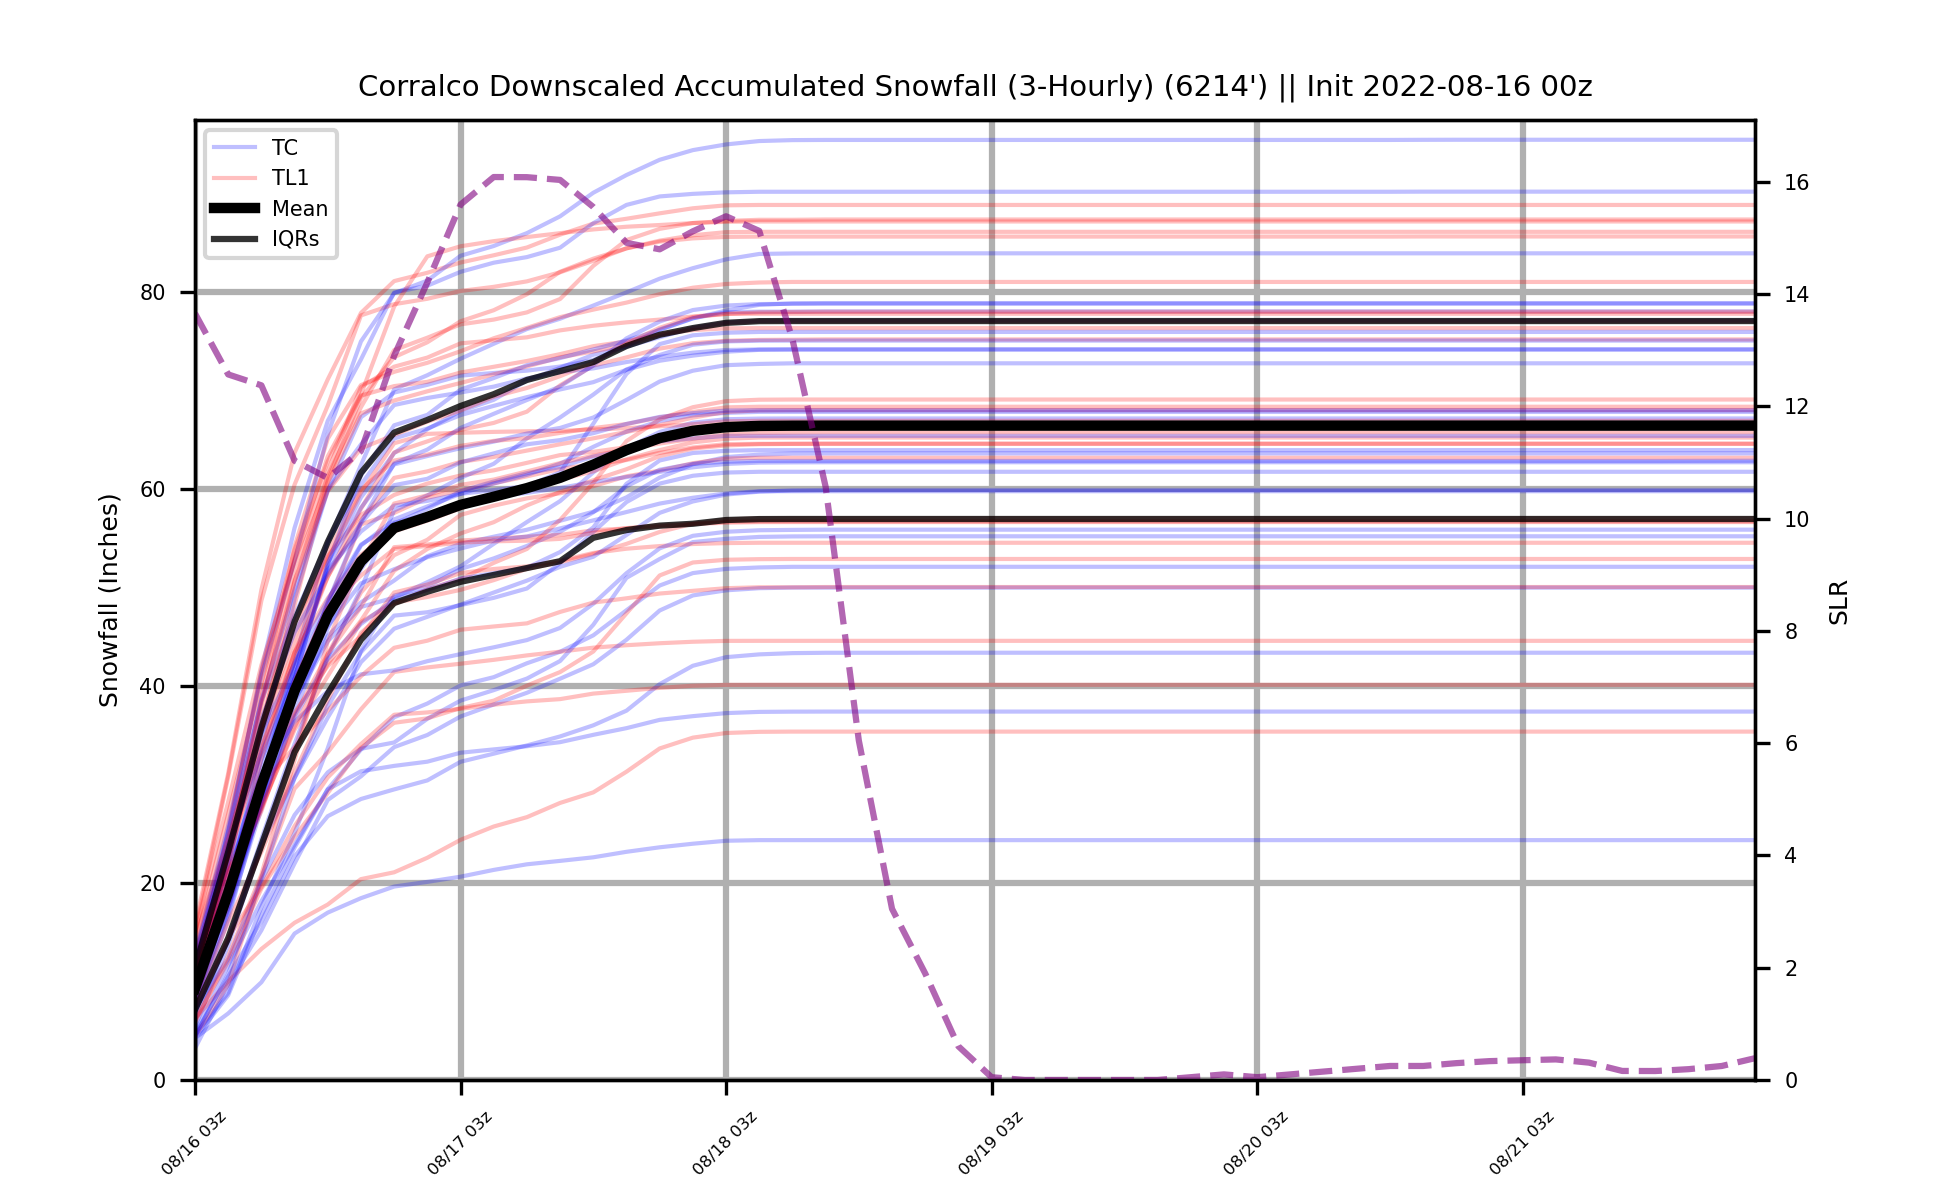 Corralco Downscaled Accumulated Snowfall (3-Hourly) (6214') || Init 2022-08-16 00z
TC
TL1
Mean
IQRs
Snowfall (Inches)
80
60
40
20
0
SLR
16
14
12
10
8
6
4
2
0
08/16 03z
08/17 03z
08/18 03z
08/19 03z
08/20 03z
08/21 03z